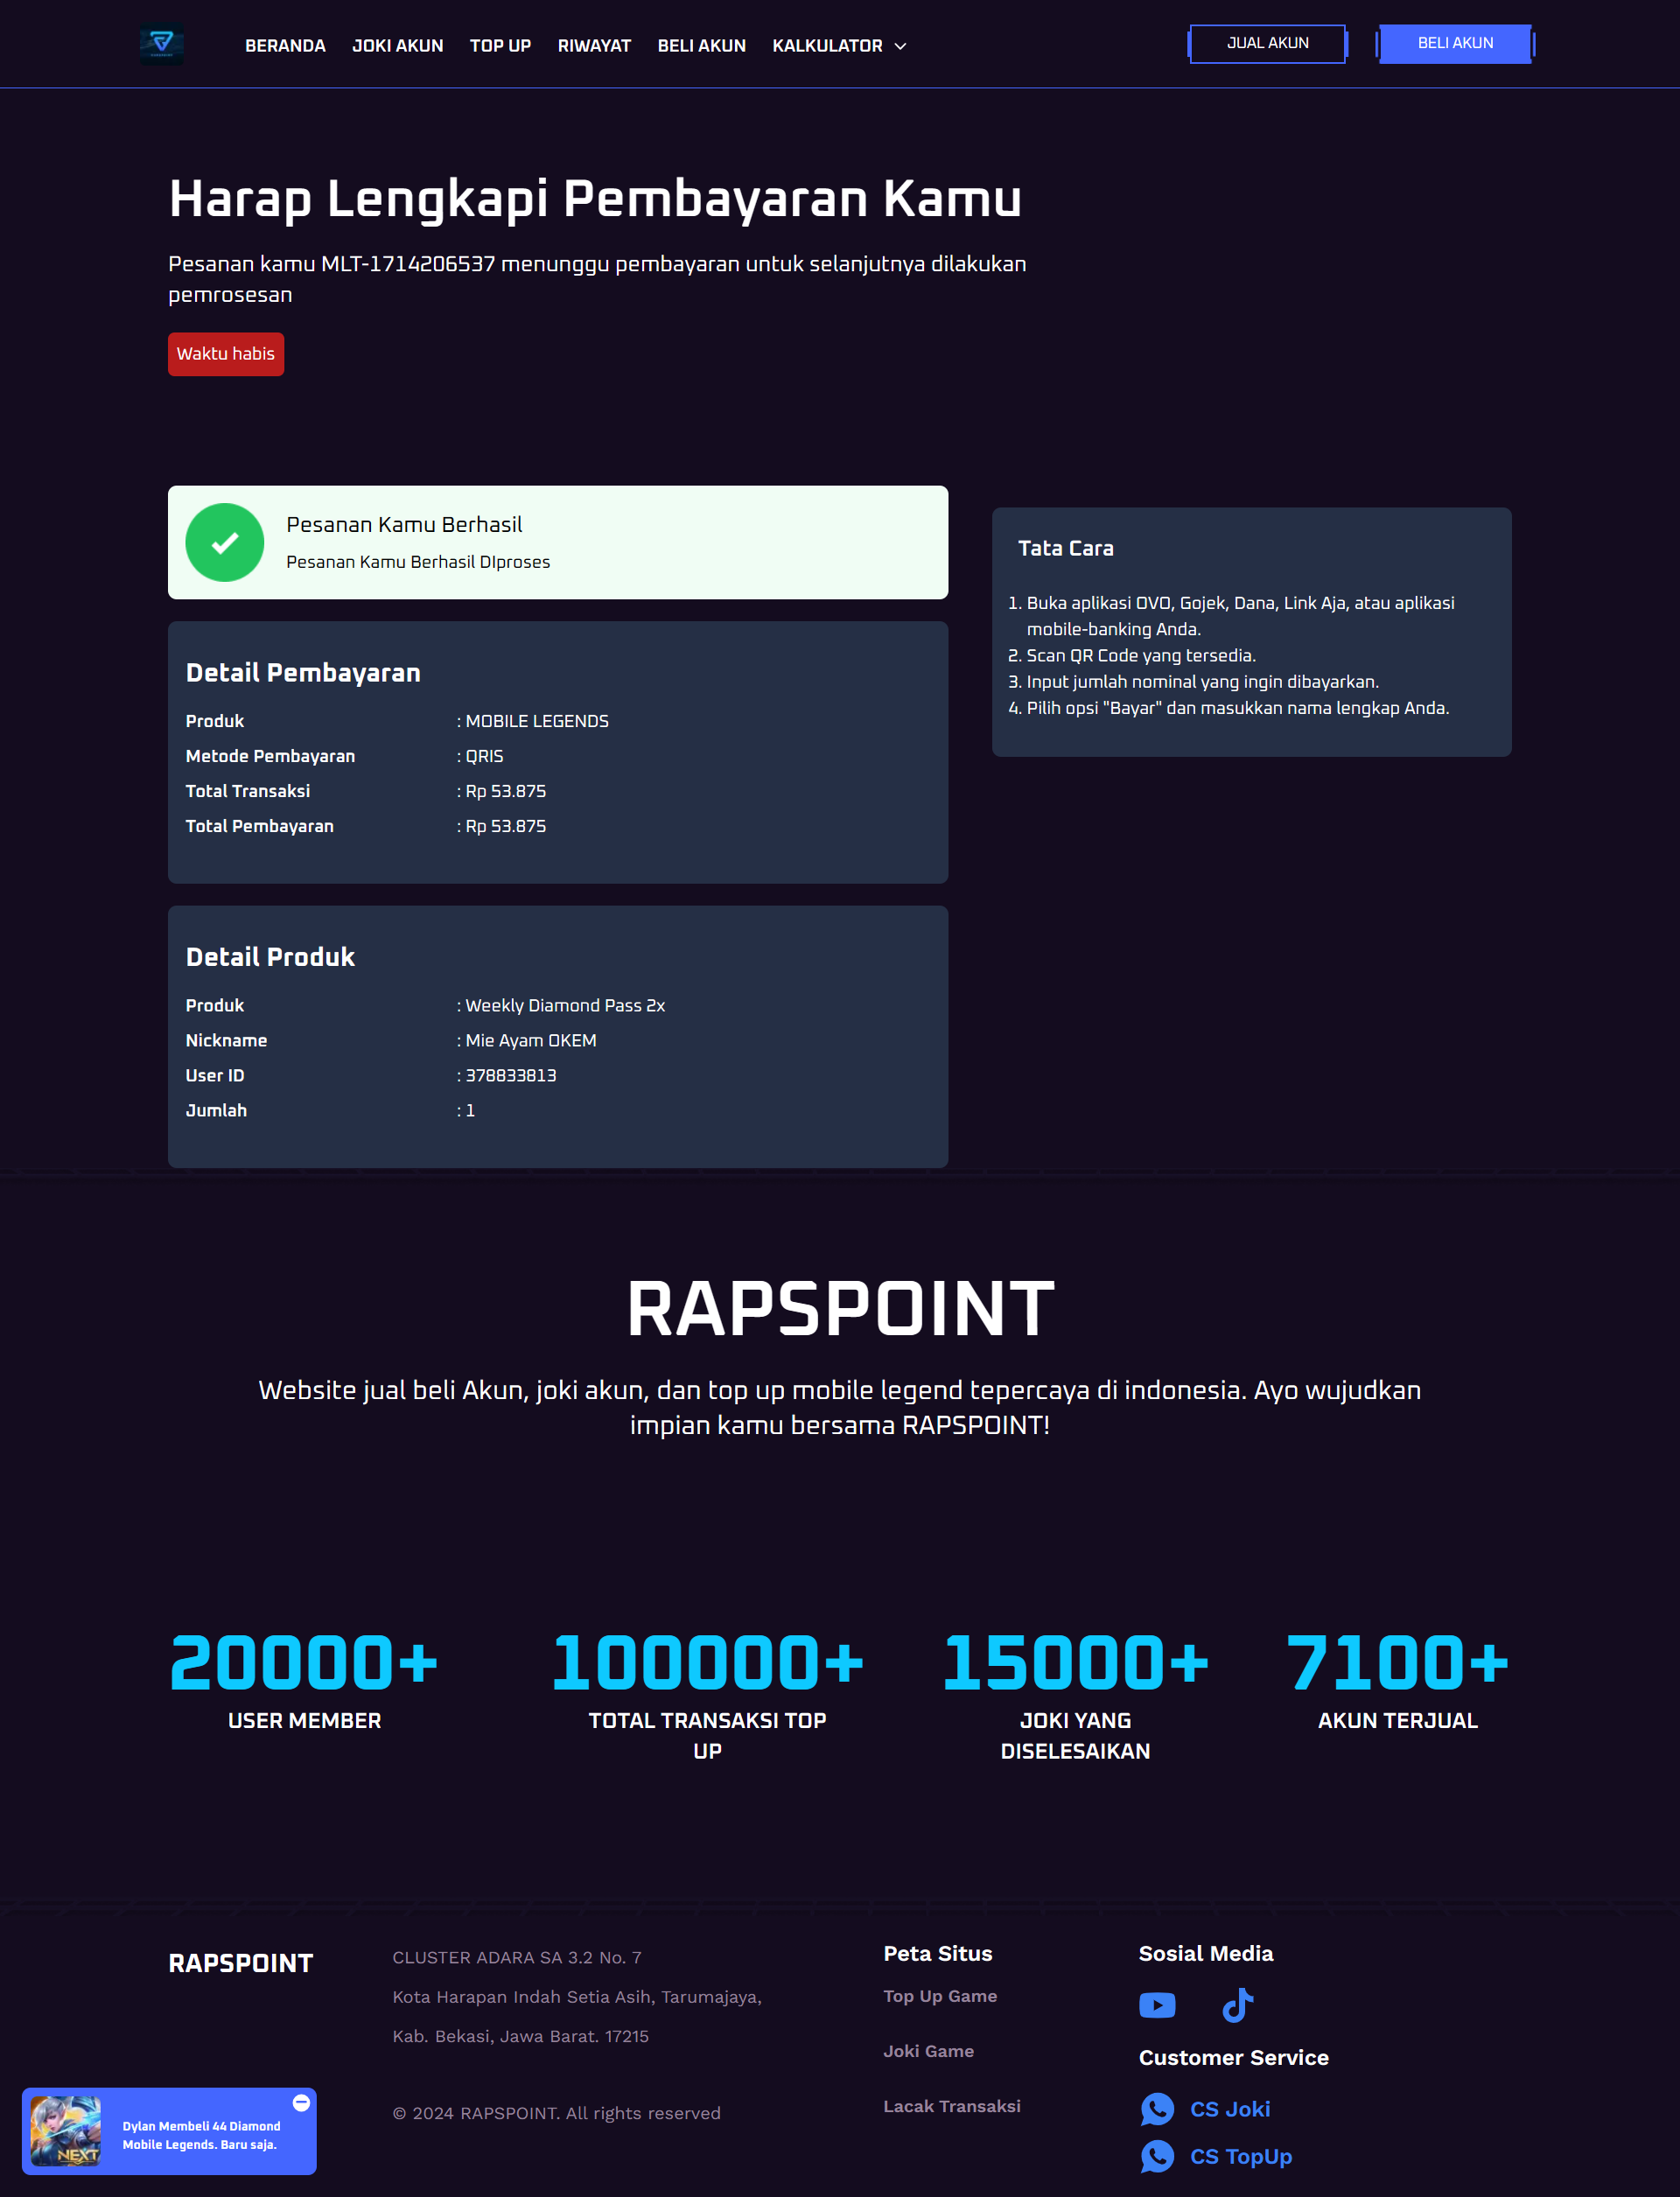 BERANDA JOKI AKUN TOP UP RIWAYAT BELI AKUN KALKULATOR
JUAL AKUN
BELI AKUN
Harap Lengkapi Pembayaran Kamu
Pesanan kamu MLT-1714206537 menunggu pembayaran untuk selanjutnya dilakukan
pemrosesan
Waktu habis
Pesanan Kamu Berhasil
Pesanan Kamu Berhasil DIproses
Detail Pembayaran
Produk : MOBILE LEGENDS
Metode Pembayaran : QRIS
Total Transaksi : Rp 53.875
Total Pembayaran : Rp 53.875
Detail Produk
Produk : Weekly Diamond Pass 2x
Nickname : Mie Ayam OKEM
User ID : 378833813
Jumlah : 1
Tata Cara
1. Buka aplikasi OVO, Gojek, Dana, Link Aja, atau aplikasi
mobile-banking Anda.
2. Scan QR Code yang tersedia.
3. Input jumlah nominal yang ingin dibayarkan.
4. Pilih opsi "Bayar" dan masukkan nama lengkap Anda.
RAPSPOINT
Website jual beli Akun, joki akun, dan top up mobile legend tepercaya di indonesia. Ayo wujudkan
impian kamu bersama RAPSPOINT!
20000+
USER MEMBER
100000+
TOTAL TRANSAKSI TOP
UP
15000+
JOKI YANG
DISELESAIKAN
7100+
AKUN TERJUAL
RAPSPOINT
CLUSTER ADARA SA 3.2 No. 7
Kota Harapan Indah Setia Asih, Tarumajaya,
Kab. Bekasi, Jawa Barat. 17215
© 2024 RAPSPOINT. All rights reserved
Peta Situs
Top Up Game
Joki Game
Lacak Transaksi
Sosial Media
Customer Service
CS Joki
CS TopUp
NEXT
Dylan Membeli 44 Diamond
Mobile Legends. Baru saja.